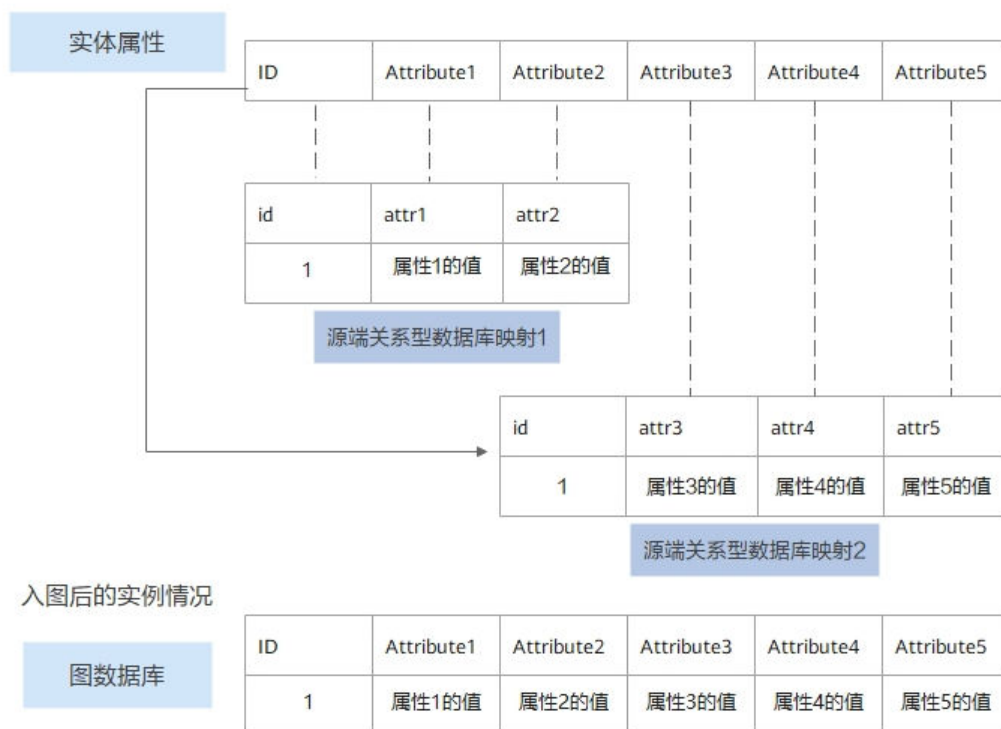 实体属性
ID Attribute1 Attribute2 Attribute3 Attribute4 Attribute5
id attr1 attr2
1 属性1的值 属性2的值
源端关系型数据库映射1
id attr3 attr4 attr5
1 属性3的值 属性4的值 属性5的值
源端关系型数据库映射2
入图后的实例情况
图数据库
ID Attribute1 Attribute2 Attribute3 Attribute4 Attribute5
1 属性1的值 属性2的值 属性3的值 属性4的值 属性5的值